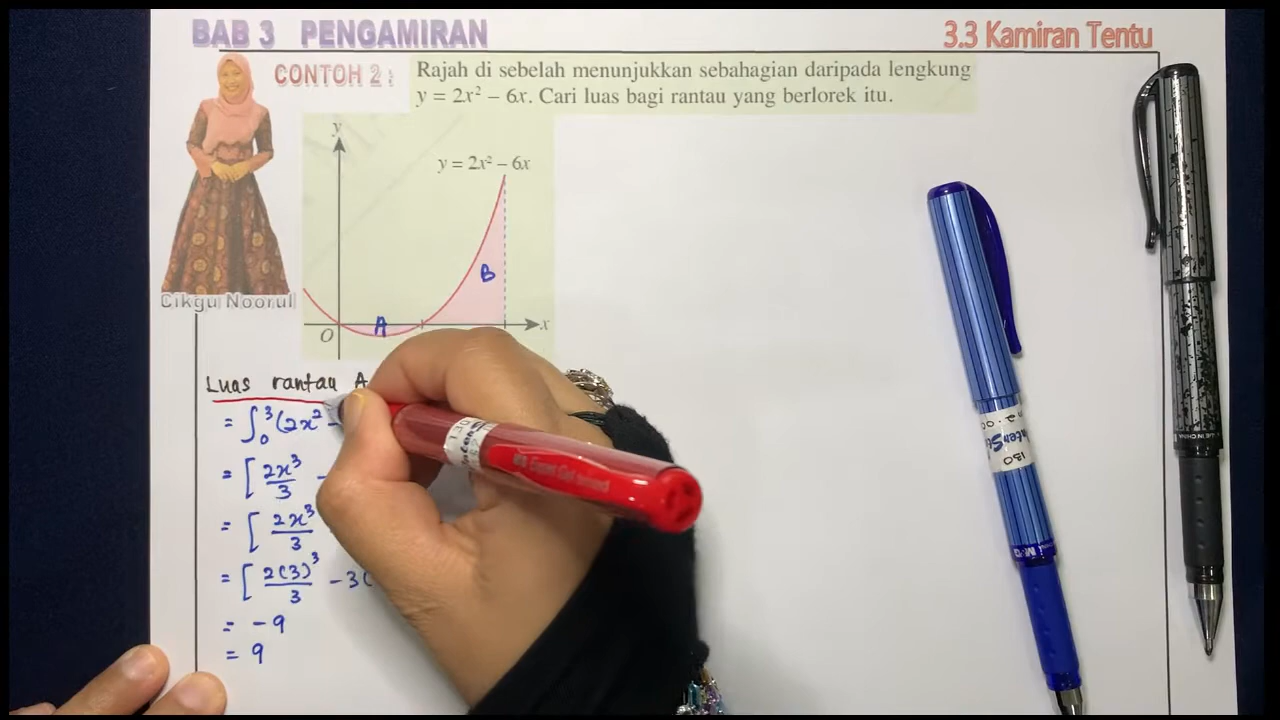 BAB 3 PENGAMIRAN
3.3 Kamiran Tentu
CONTOH 2 :
Rajah di sebelah menunjukkan sebahagian daripada lengkung
y = 2x² – 6x. Cari luas bagi rantau yang berlorek itu.
y
y = 2x² – 6x
B
A
O
x
Cikgu Noorul
Luas rantau A
= ∫₀³ (2x² –
= [ 2x³/3 –
= [ 2x³/3
= [ 2(3)³/3 – 3(
= – 9
= 9
130